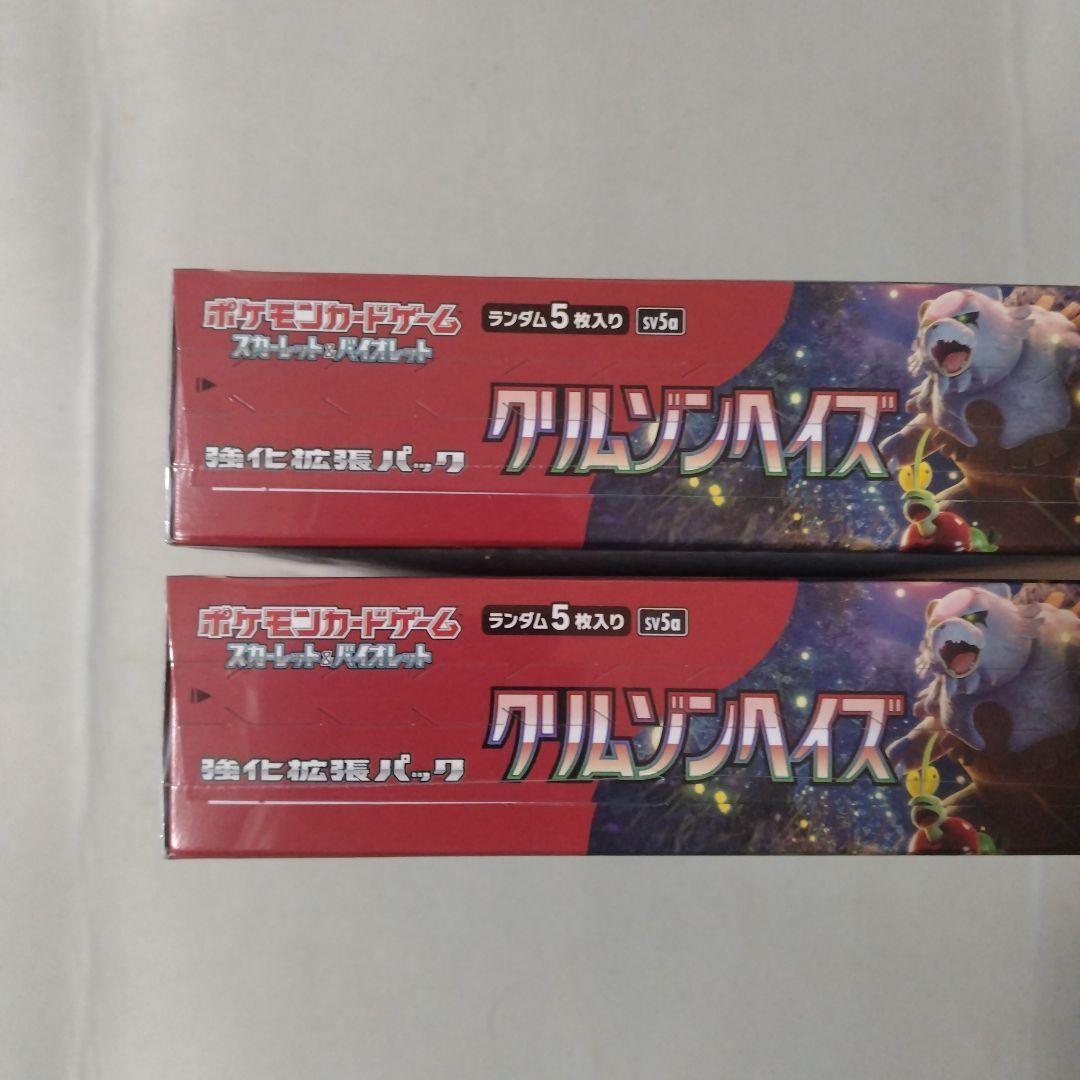 ポケモンカードゲーム
スカーレット&バイオレット
ランダム5枚入り sv5a
クリムゾンヘイズ
強化拡張パック
ポケモンカードゲーム
スカーレット&バイオレット
ランダム5枚入り sv5a
クリムゾンヘイズ
強化拡張パック